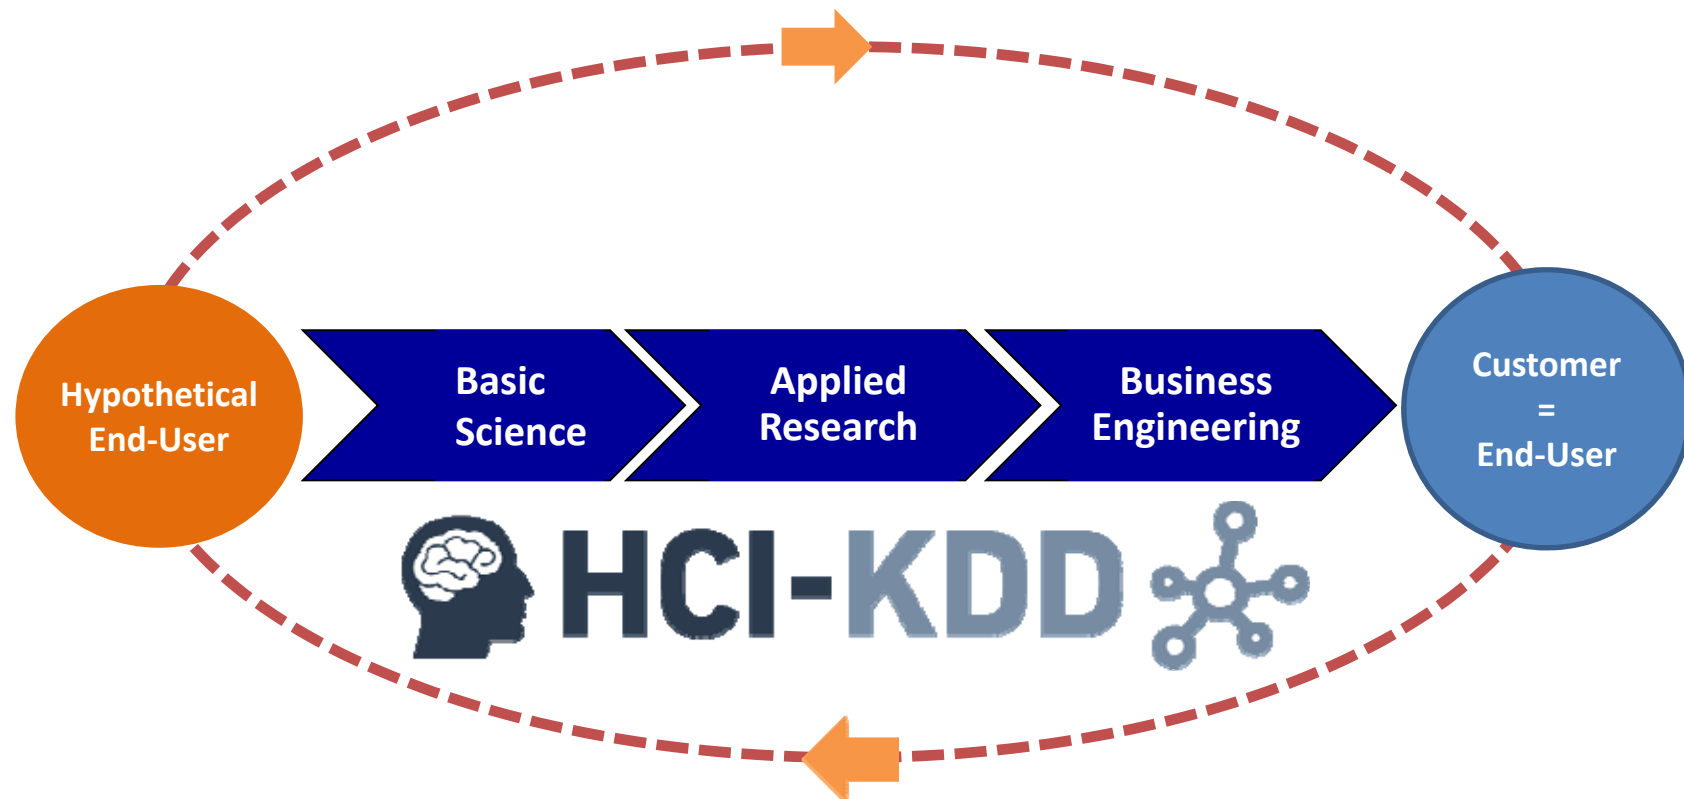 Hypothetical
End-User
Basic
Science
Applied
Research
Business
Engineering
Customer
=
End-User
HCI-KDD